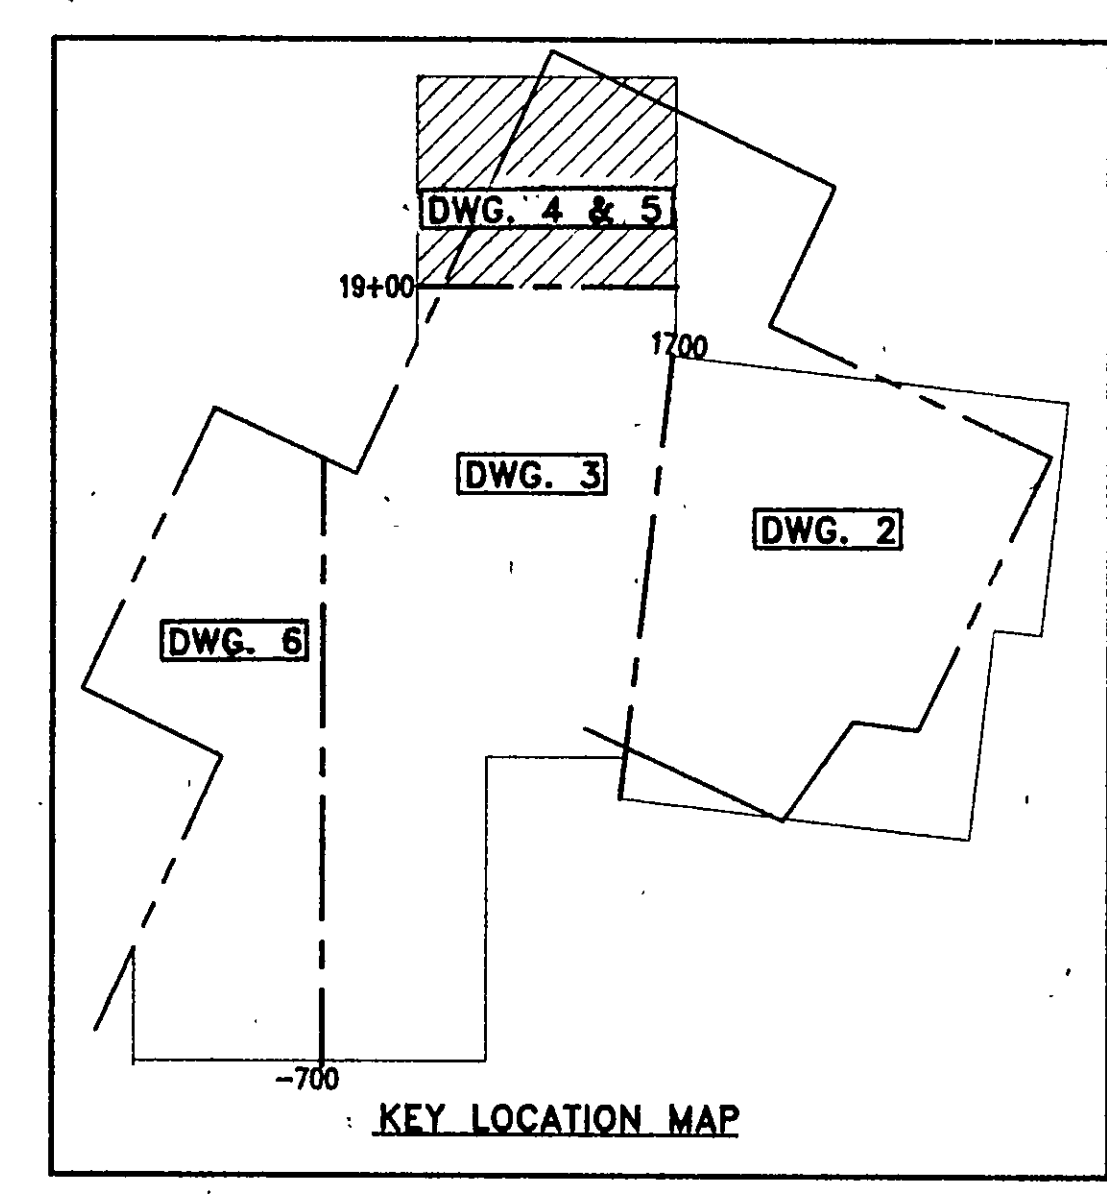 DWG. 4 & 5
19+00
1700
DWG. 3
DWG. 2
DWG. 6
-700
KEY LOCATION MAP